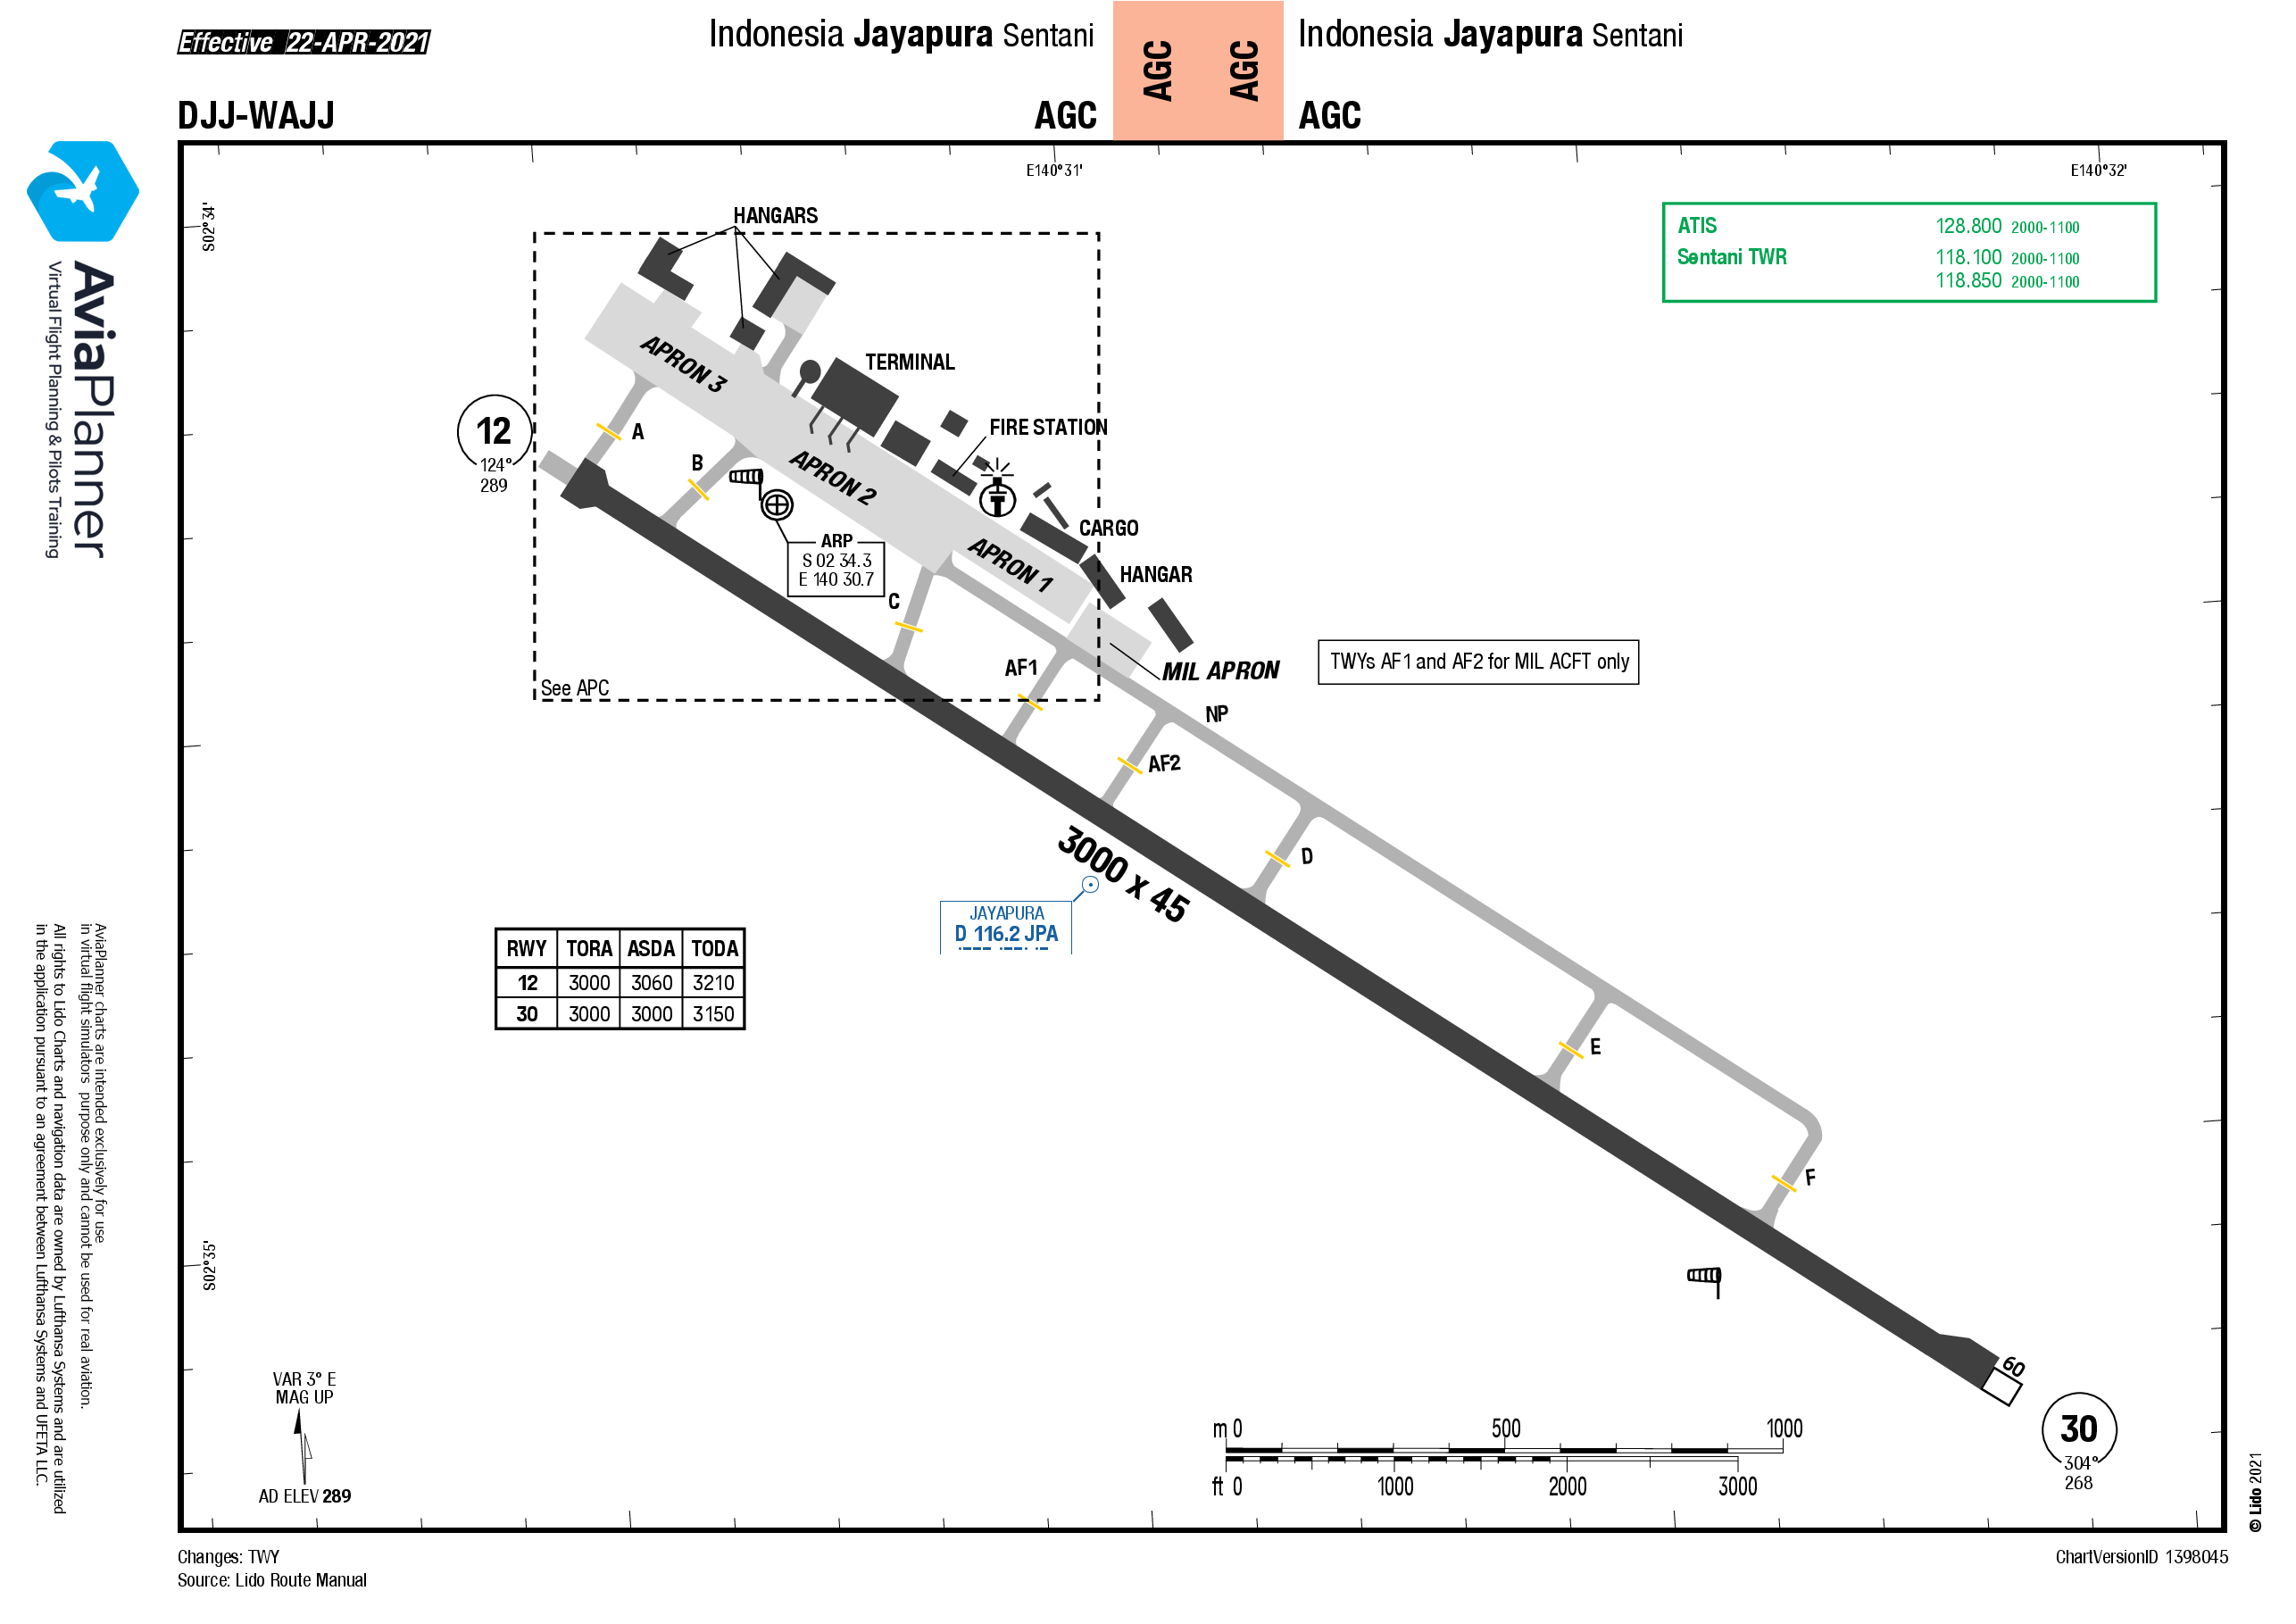 Effective 22-APR-2021
Indonesia Jayapura Sentani
AGC
AGC
Indonesia Jayapura Sentani
DJJ-WAJJ
AGC
AGC
E140°31'
E140°32'
S02°34'
S02°35'
ATIS 128.800 2000-1100
Sentani TWR 118.100 2000-1100
118.850 2000-1100
HANGARS
APRON 3
TERMINAL
12
124°
289
A
B
FIRE STATION
APRON 2
ARP
S 02 34.3
E 140 30.7
CARGO
APRON 1
HANGAR
C
AF1
MIL APRON
TWYs AF1 and AF2 for MIL ACFT only
See APC
NP
AF2
3000 x 45
D
JAYAPURA
D 116.2 JPA
RWY TORA ASDA TODA
12 3000 3060 3210
30 3000 3000 3150
E
F
60
30
304°
268
VAR 3° E
MAG UP
AD ELEV 289
m 0 500 1000
ft 0 1000 2000 3000
Changes: TWY
Source: Lido Route Manual
ChartVersionID 1398045
© Lido 2021
AviaPlanner
Virtual Flight Planning & Pilots Training
AviaPlanner charts are intended exclusively for use
in virtual flight simulators purpose only and cannot be used for real aviation.
All rights to Lido Charts and navigation data are owned by Lufthansa Systems and are utilized
in the application pursuant to an agreement between Lufthansa Systems and UFETA LLC.